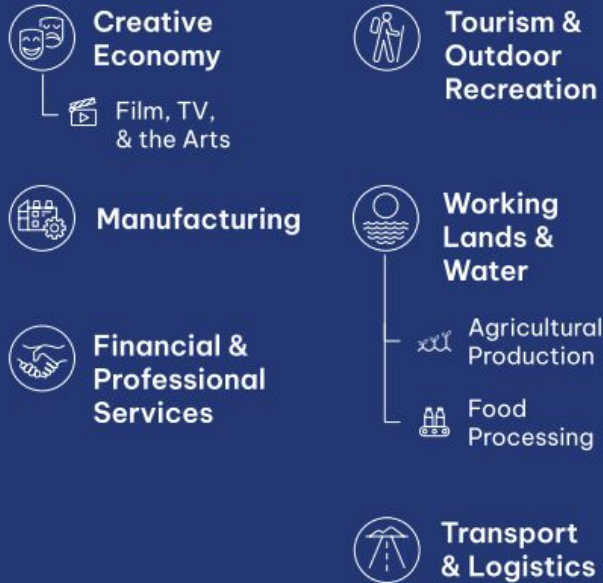 Creative
Economy
Film, TV,
& the Arts
Manufacturing
Financial &
Professional
Services
Tourism &
Outdoor
Recreation
Working
Lands &
Water
Agricultural
Production
Food
Processing
Transport
& Logistics